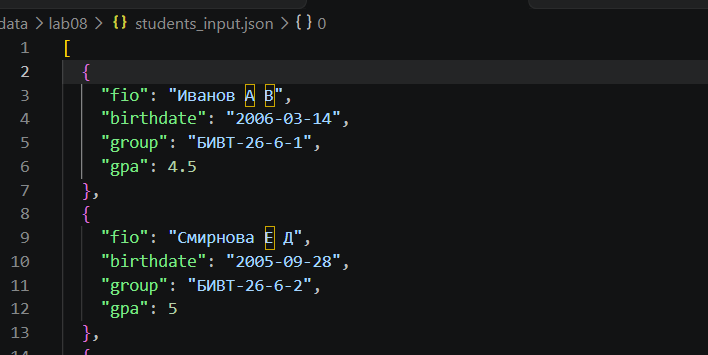 data > lab08 > {} students_input.json > {} 0
1 [
2 {
3 "fio": "Иванов А В",
4 "birthdate": "2006-03-14",
5 "group": "БИВТ-26-6-1",
6 "gpa": 4.5
7 },
8 {
9 "fio": "Смирнова Е Д",
10 "birthdate": "2005-09-28",
11 "group": "БИВТ-26-6-2",
12 "gpa": 5
13 },
{